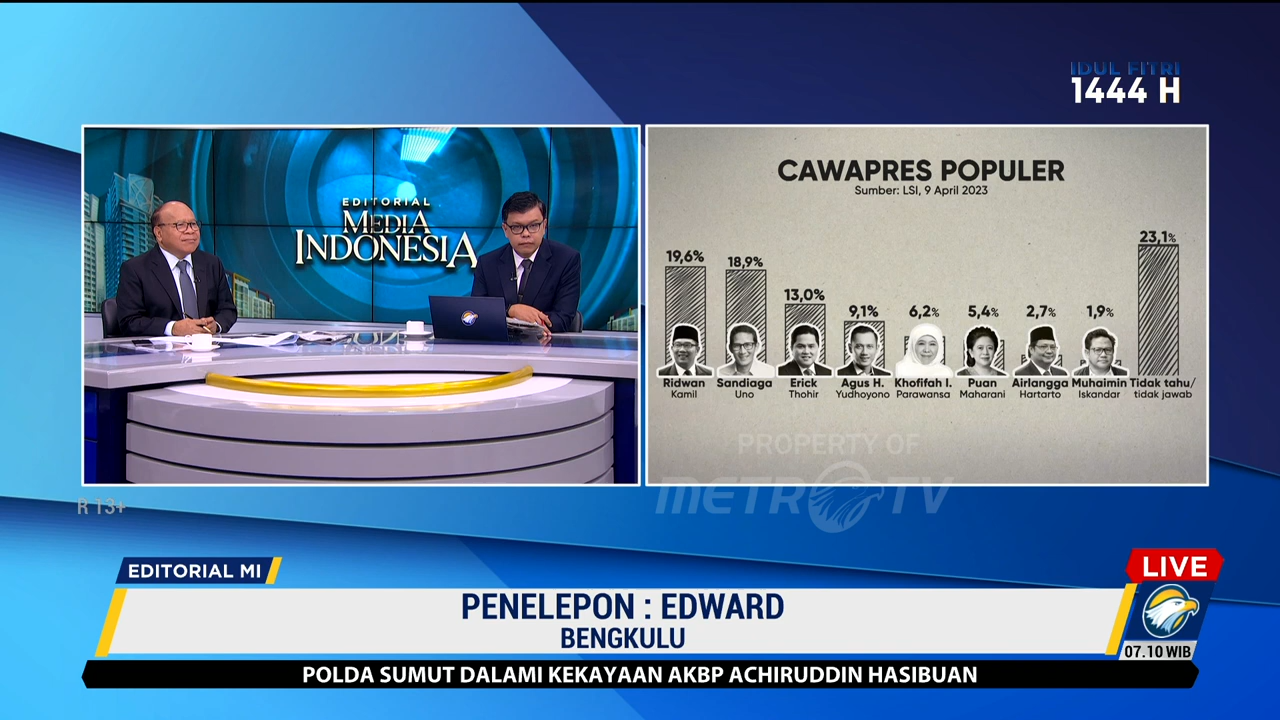 IDUL FITRI
1444 H
EDITORIAL
MEDIA
INDONESIA
CAWAPRES POPULER
Sumber: LSI, 9 April 2023
19,6% 18,9% 13,0% 9,1% 6,2% 5,4% 2,7% 1,9% 23,1%
Ridwan Sandiaga Erick Agus H. Khofifah I. Puan Airlangga Muhaimin Tidak tahu/
Kamil Uno Thohir Yudhoyono Parawansa Maharani Hartarto Iskandar tidak jawab
PROPERTY OF
METRO TV
R 13+
EDITORIAL MI
LIVE
PENELEPON : EDWARD
BENGKULU
07.10 WIB
POLDA SUMUT DALAMI KEKAYAAN AKBP ACHIRUDDIN HASIBUAN